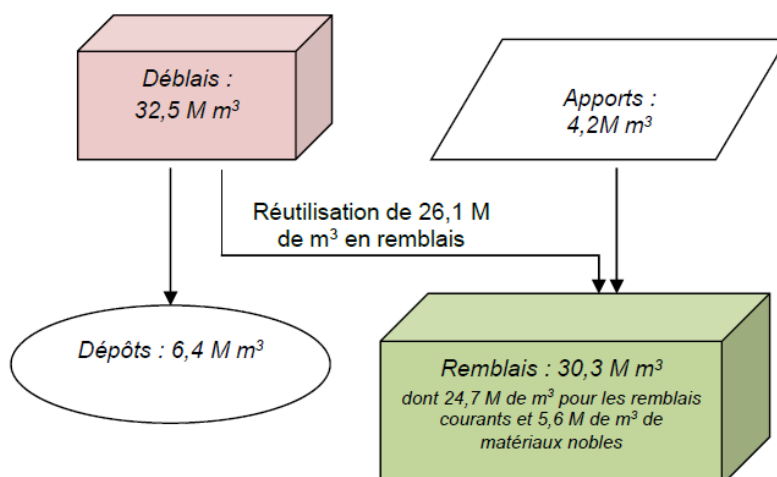 Déblais :
32,5 M m³
Apports :
4,2M m³
Réutilisation de 26,1 M
de m³ en remblais
Dépôts : 6,4 M m³
Remblais : 30,3 M m³
dont 24,7 M de m³ pour les remblais
courants et 5,6 M de m³ de
matériaux nobles